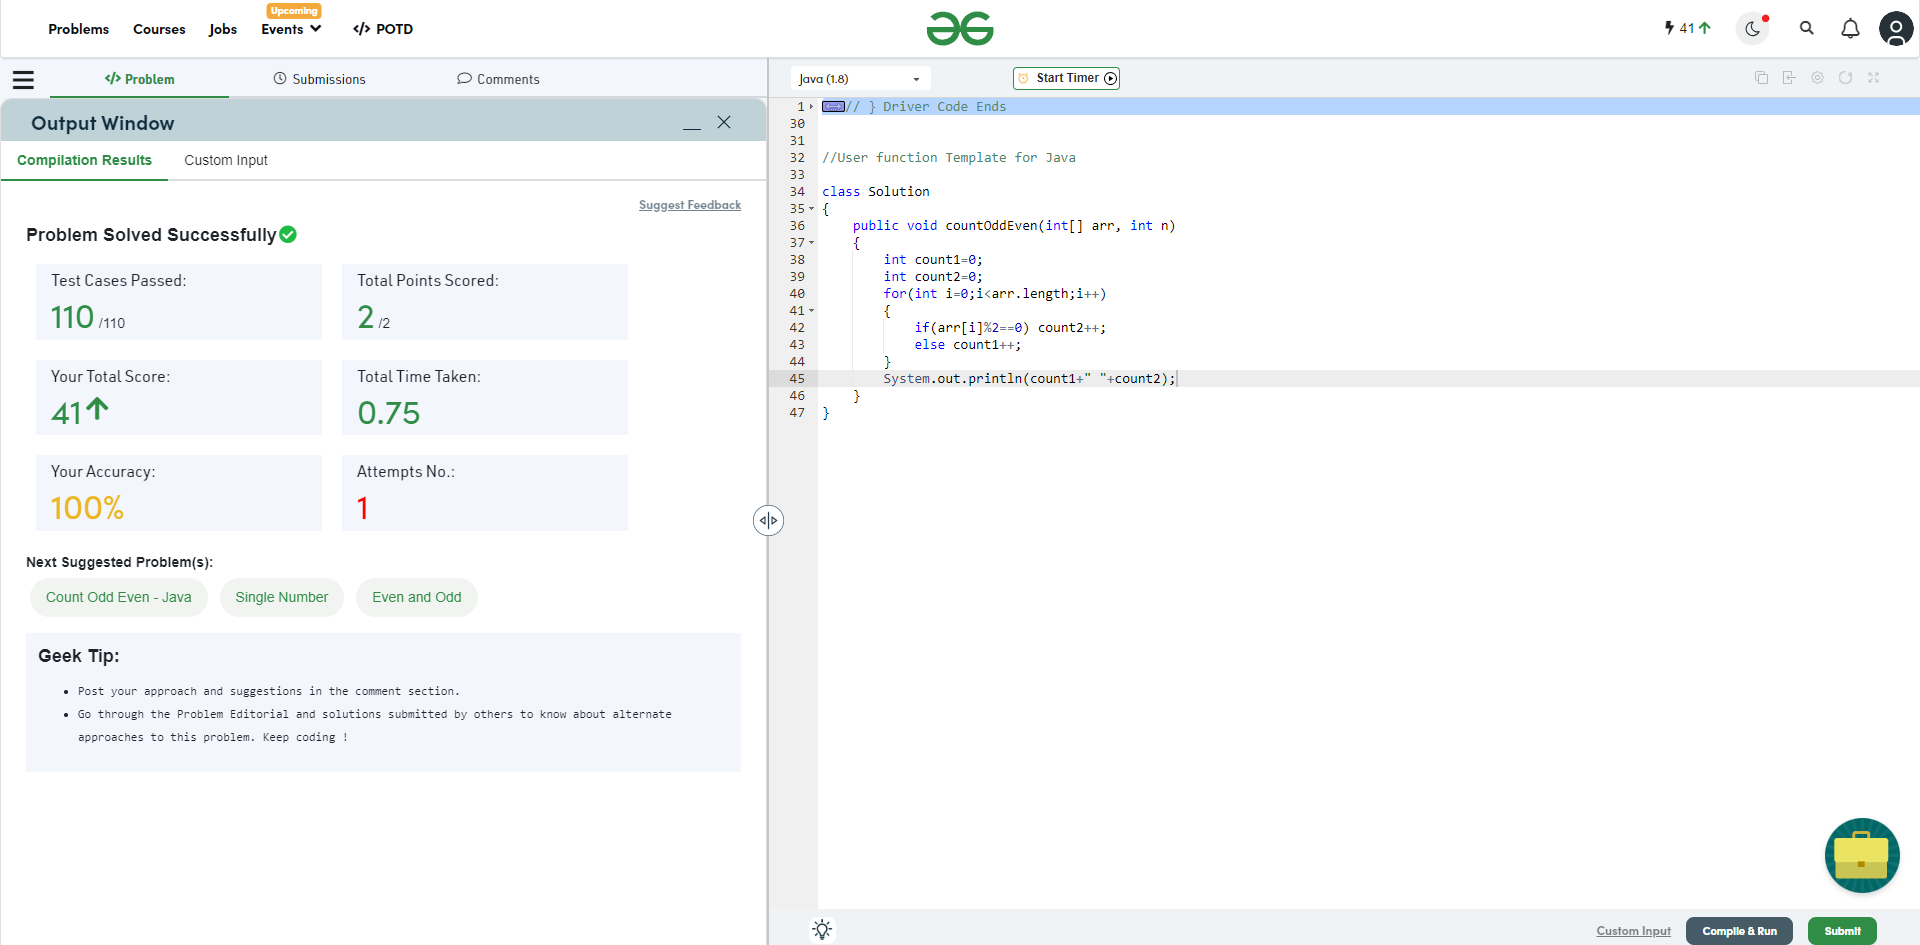 Upcoming
Problems Courses Jobs Events </> POTD
41
</> Problem Submissions Comments
Output Window
Compilation Results Custom Input
Suggest Feedback
Problem Solved Successfully
Test Cases Passed: Total Points Scored:
110 /110 2 /2
Your Total Score: Total Time Taken:
41 0.75
Your Accuracy: Attempts No.:
100% 1
Next Suggested Problem(s):
Count Odd Even - Java Single Number Even and Odd
Geek Tip:
Post your approach and suggestions in the comment section.
Go through the Problem Editorial and solutions submitted by others to know about alternate
approaches to this problem. Keep coding !
Java (1.8) Start Timer
1 // } Driver Code Ends
30
31
32 //User function Template for Java
33
34 class Solution
35 {
36 public void countOddEven(int[] arr, int n)
37 {
38 int count1=0;
39 int count2=0;
40 for(int i=0;i<arr.length;i++)
41 {
42 if(arr[i]%2==0) count2++;
43 else count1++;
44 }
45 System.out.println(count1+" "+count2);
46 }
47 }
Custom Input Compile & Run Submit